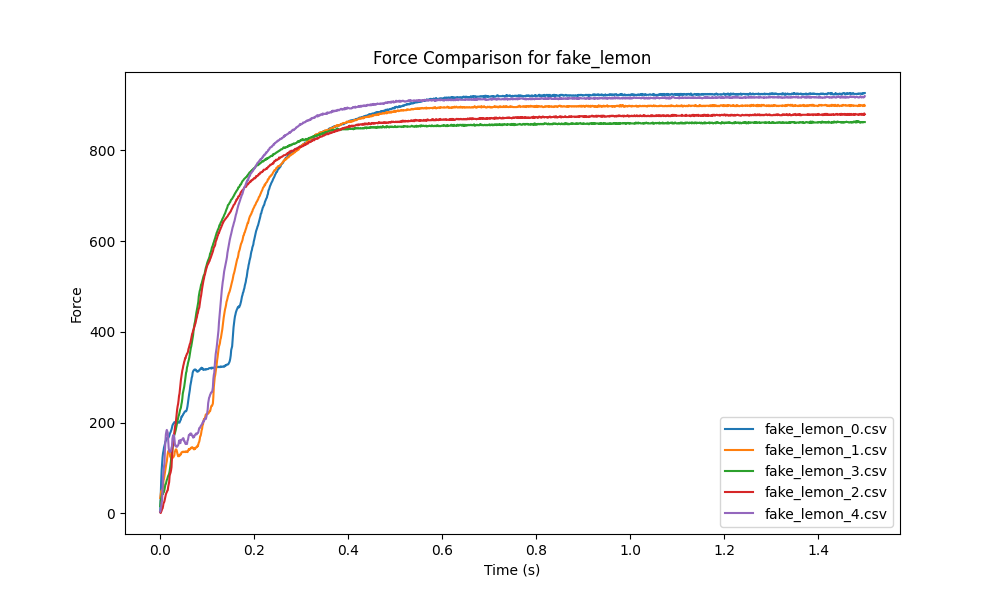 Force Comparison for fake_lemon
Force
800
600
400
200
0
0.0 0.2 0.4 0.6 0.8 1.0 1.2 1.4
Time (s)
fake_lemon_0.csv
fake_lemon_1.csv
fake_lemon_3.csv
fake_lemon_2.csv
fake_lemon_4.csv